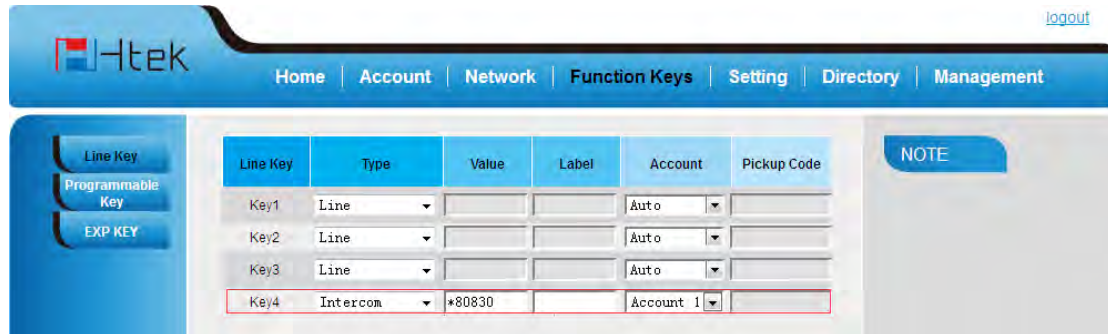 logout
Htek
Home | Account | Network | Function Keys | Setting | Directory | Management
Line Key
Programmable Key
EXP KEY
Line Key Type Value Label Account Pickup Code
Key1 Line Auto
Key2 Line Auto
Key3 Line Auto
Key4 Intercom *80830 Account 1
NOTE